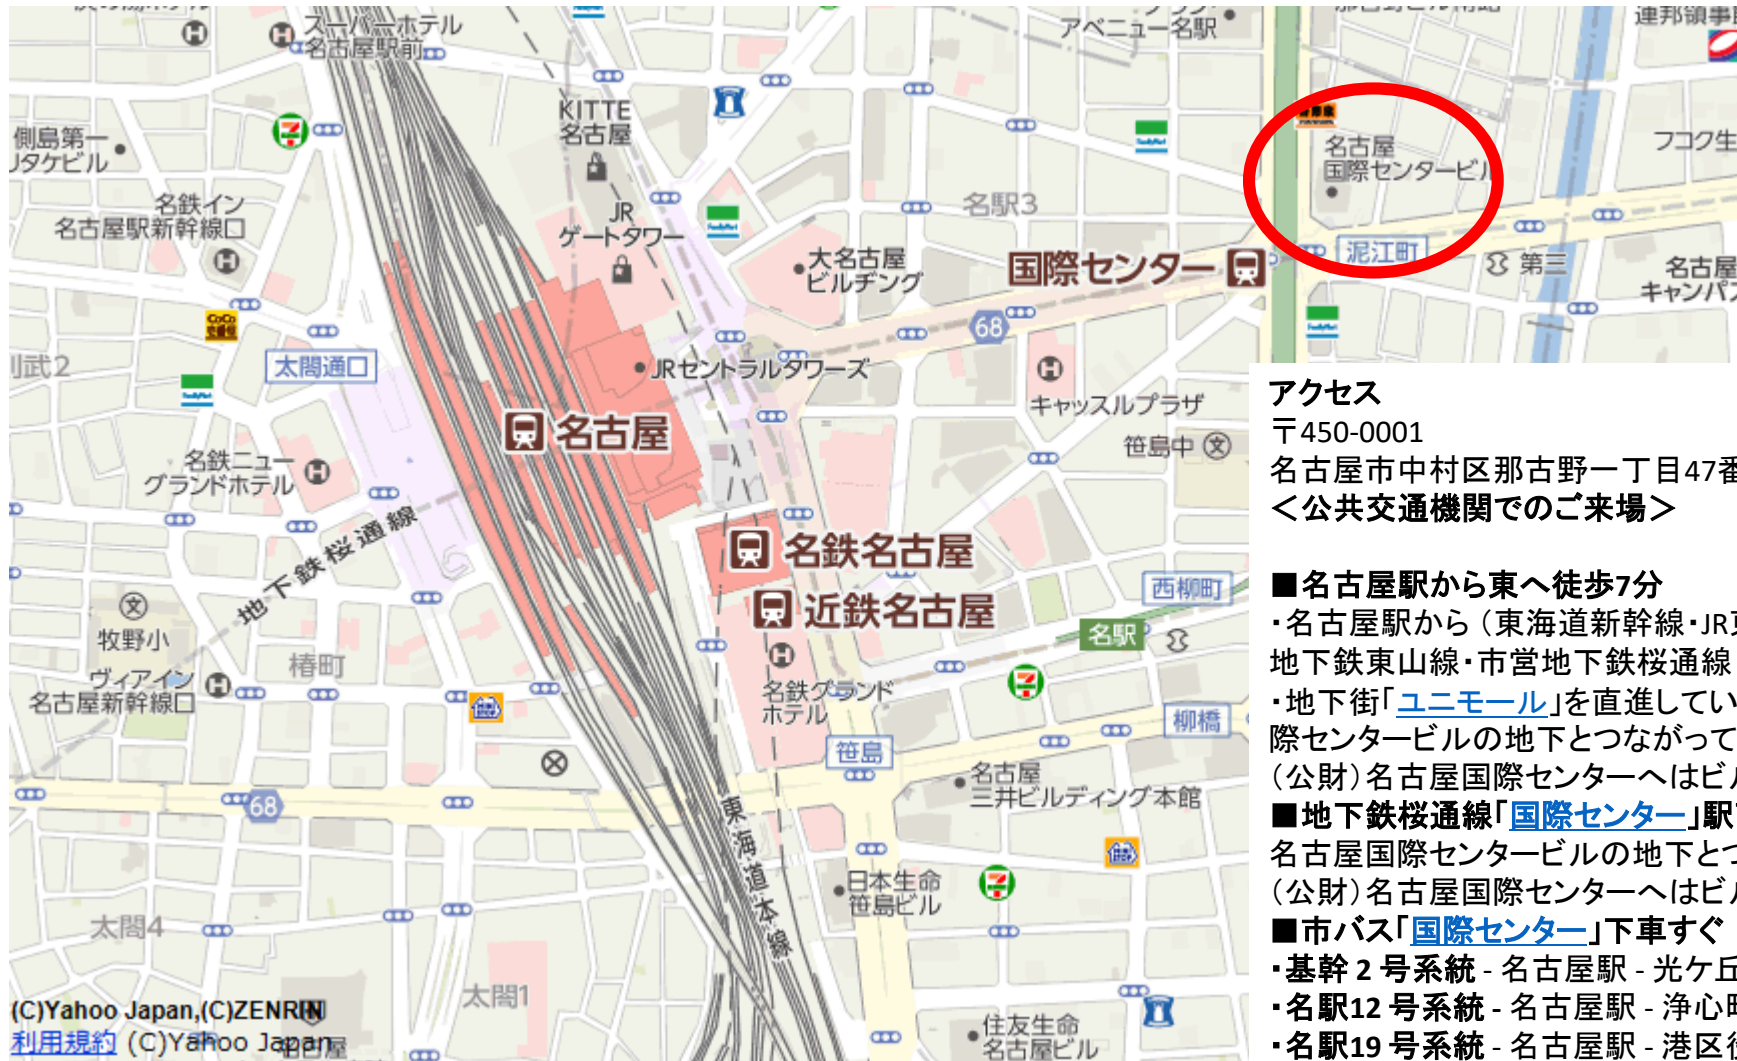 スーパーホテル
名古屋駅前
アベニュー名駅
KITTE
名古屋
側島第一
リタケビル
名古屋
国際センタービル
フコク生
名鉄イン
名古屋駅新幹線口
JR
ゲートタワー
名駅3
大名古屋
ビルヂング
国際センター
泥江町
第三
名古屋
キャンパス
68
CoCo
壱番屋
FamilyMart
太閤通口
則武2
JRセントラルタワーズ
名古屋
キャッスルプラザ
笹島中
名鉄ニュー
グランドホテル
地下鉄桜通線
名鉄名古屋
近鉄名古屋
西柳町
名駅
牧野小
椿町
ヴィアイン
名古屋新幹線口
名鉄グランド
ホテル
柳橋
笹島
68
名古屋
三井ビルディング本館
東海道本線
日本生命
笹島ビル
太閤4
太閤1
住友生命
名古屋ビル
(C)Yahoo Japan,(C)ZENRIN
利用規約 (C)Yahoo Japan
名古屋
アクセス
〒450-0001
名古屋市中村区那古野一丁目47番
＜公共交通機関でのご来場＞
■名古屋駅から東へ徒歩7分
・名古屋駅から（東海道新幹線・JR東
地下鉄東山線・市営地下鉄桜通線
・地下街「ユニモール」を直進してい
際センタービルの地下とつながって
（公財）名古屋国際センターへはビル
■地下鉄桜通線「国際センター」駅下
名古屋国際センタービルの地下とつ
（公財）名古屋国際センターへはビル
■市バス「国際センター」下車すぐ
・基幹 2 号系統 - 名古屋駅 - 光ケ丘
・名駅12 号系統 - 名古屋駅 - 浄心町
・名駅19 号系統 - 名古屋駅 - 港区役